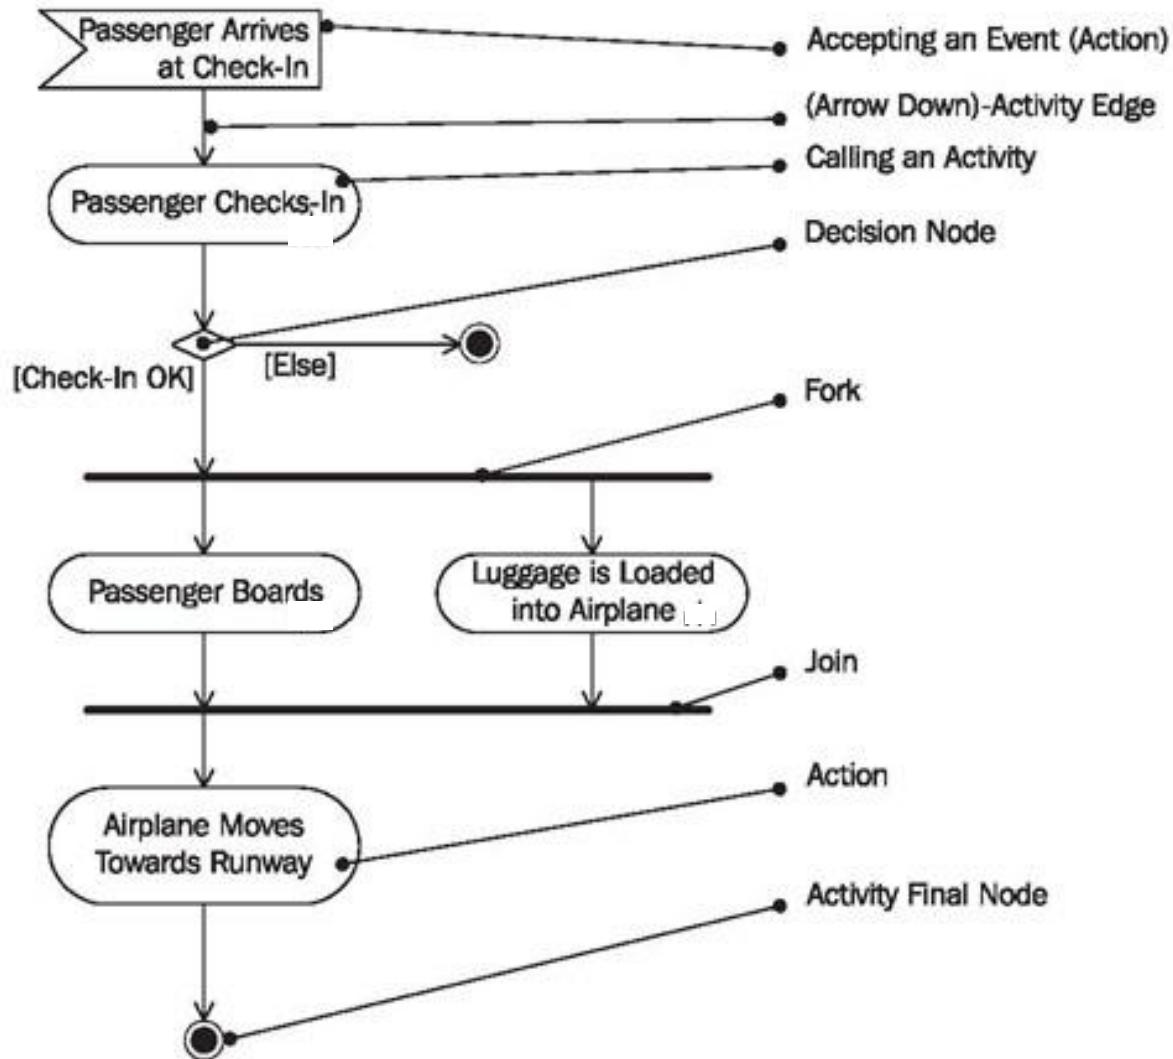 Passenger Arrives
at Check-In
Accepting an Event (Action)
(Arrow Down)-Activity Edge
Calling an Activity
Passenger Checks-In
Decision Node
[Check-In OK]
[Else]
Fork
Passenger Boards
Luggage is Loaded
into Airplane
Join
Action
Airplane Moves
Towards Runway
Activity Final Node